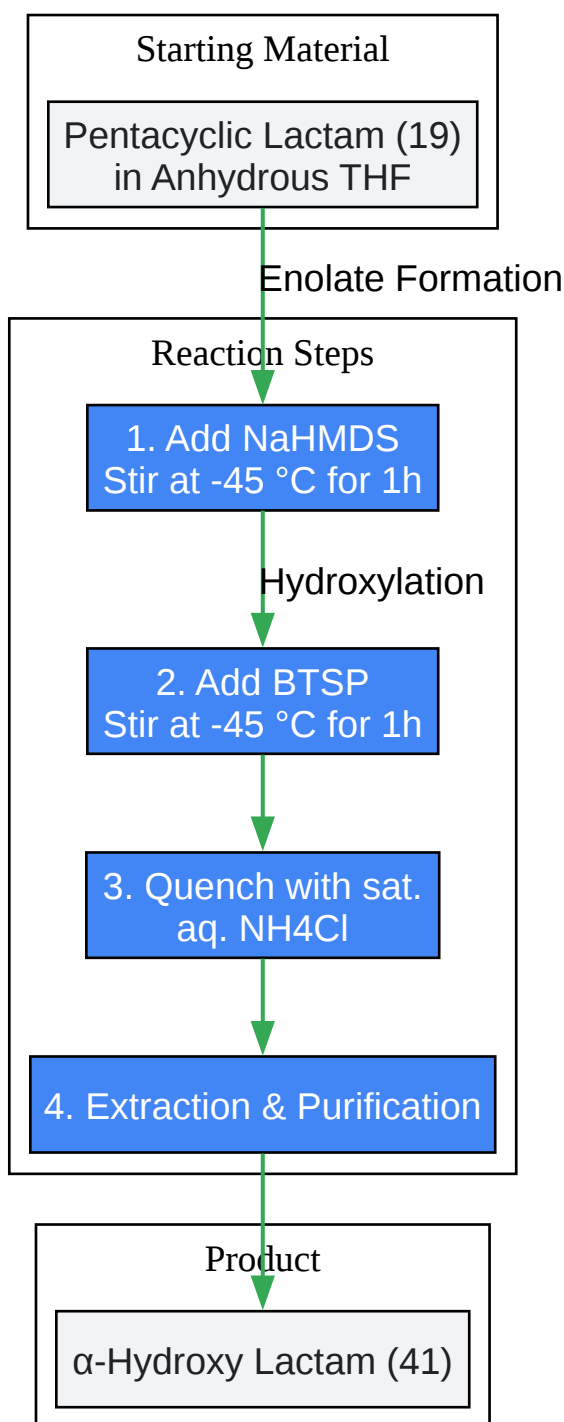 Starting Material
Pentacyclic Lactam (19)
in Anhydrous THF
Enolate Formation
Reaction Steps
1. Add NaHMDS
Stir at -45 °C for 1h
Hydroxylation
2. Add BTSP
Stir at -45 °C for 1h
3. Quench with sat.
aq. NH4Cl
4. Extraction & Purification
Product
α-Hydroxy Lactam (41)